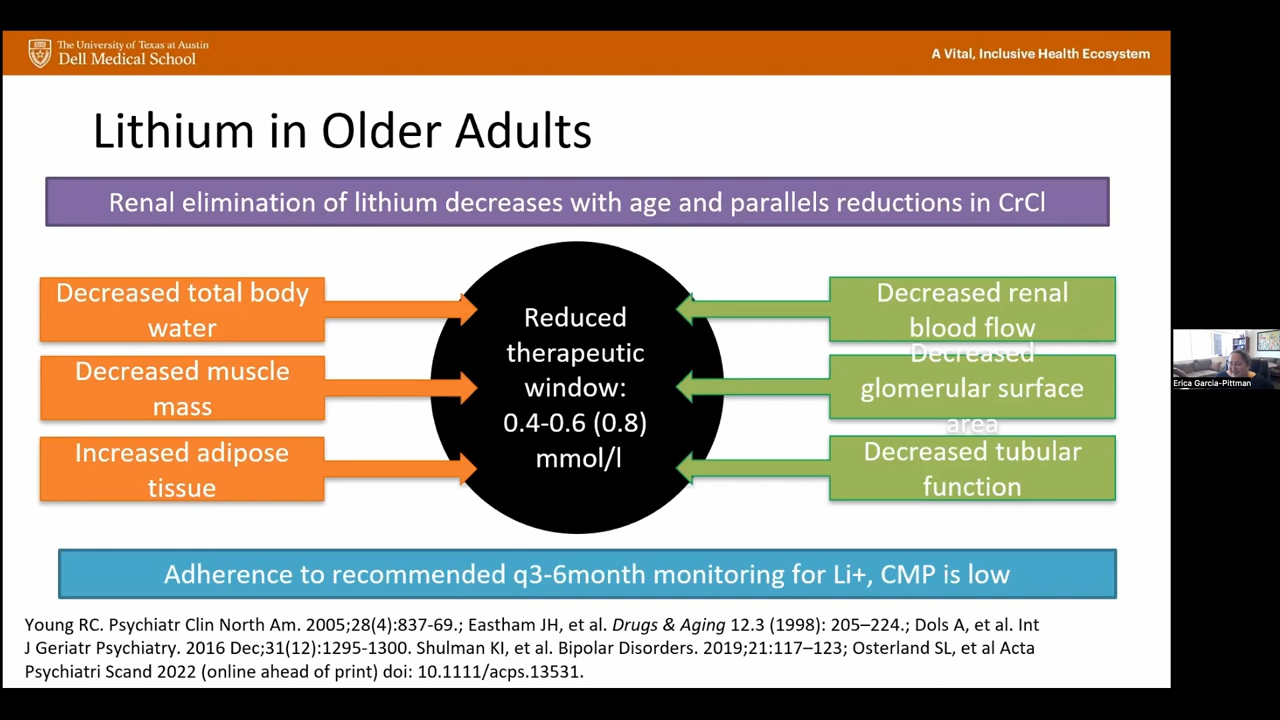 The University of Texas at Austin
Dell Medical School
A Vital, Inclusive Health Ecosystem
Lithium in Older Adults
Renal elimination of lithium decreases with age and parallels reductions in CrCl
Decreased total body
water
Decreased muscle
mass
Increased adipose
tissue
Reduced
therapeutic
window:
0.4-0.6 (0.8)
mmol/l
Decreased renal
blood flow
Decreased
glomerular surface
area
Decreased tubular
function
Erica Garcia-Pittman
Adherence to recommended q3-6month monitoring for Li+, CMP is low
Young RC. Psychiatr Clin North Am. 2005;28(4):837-69.; Eastham JH, et al. Drugs & Aging 12.3 (1998): 205–224.; Dols A, et al. Int
J Geriatr Psychiatry. 2016 Dec;31(12):1295-1300. Shulman KI, et al. Bipolar Disorders. 2019;21:117–123; Osterland SL, et al Acta
Psychiatri Scand 2022 (online ahead of print) doi: 10.1111/acps.13531.